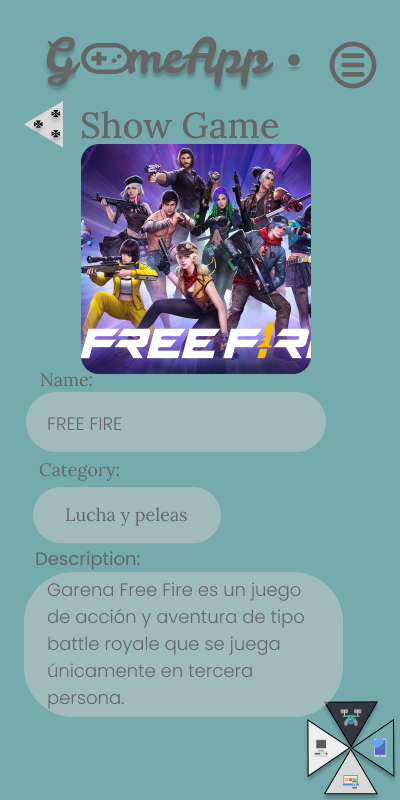 GameApp
Show Game
FREE FIR
Name:
FREE FIRE
Category:
Lucha y peleas
Description:
Garena Free Fire es un juego
de acción y aventura de tipo
battle royale que se juega
únicamente en tercera
persona.